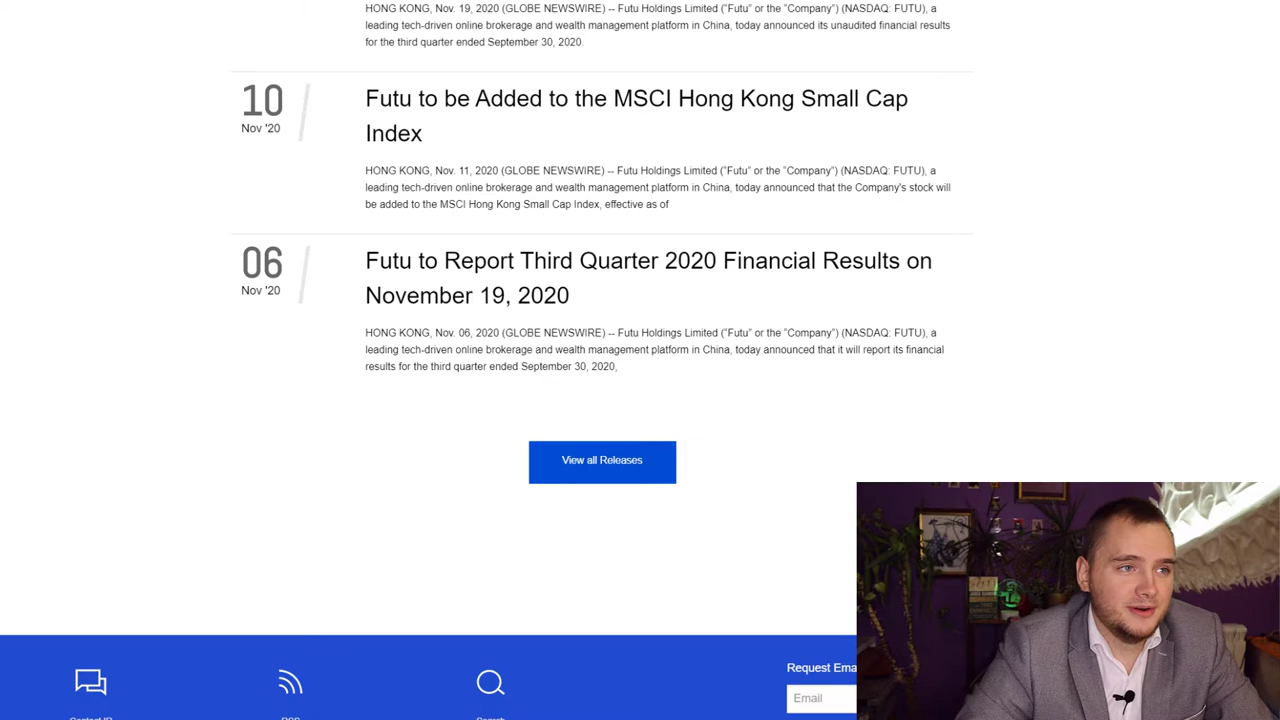 HONG KONG, Nov. 19, 2020 (GLOBE NEWSWIRE) -- Futu Holdings Limited (“Futu” or the “Company”) (NASDAQ: FUTU), a
leading tech-driven online brokerage and wealth management platform in China, today announced its unaudited financial results
for the third quarter ended September 30, 2020.
10
Nov '20
Futu to be Added to the MSCI Hong Kong Small Cap
Index
HONG KONG, Nov. 11, 2020 (GLOBE NEWSWIRE) -- Futu Holdings Limited (“Futu” or the “Company”) (NASDAQ: FUTU), a
leading tech-driven online brokerage and wealth management platform in China, today announced that the Company's stock will
be added to the MSCI Hong Kong Small Cap Index, effective as of
06
Nov '20
Futu to Report Third Quarter 2020 Financial Results on
November 19, 2020
HONG KONG, Nov. 06, 2020 (GLOBE NEWSWIRE) -- Futu Holdings Limited (“Futu” or the “Company”) (NASDAQ: FUTU), a
leading tech-driven online brokerage and wealth management platform in China, today announced that it will report its financial
results for the third quarter ended September 30, 2020,
View all Releases
Request Ema
Email